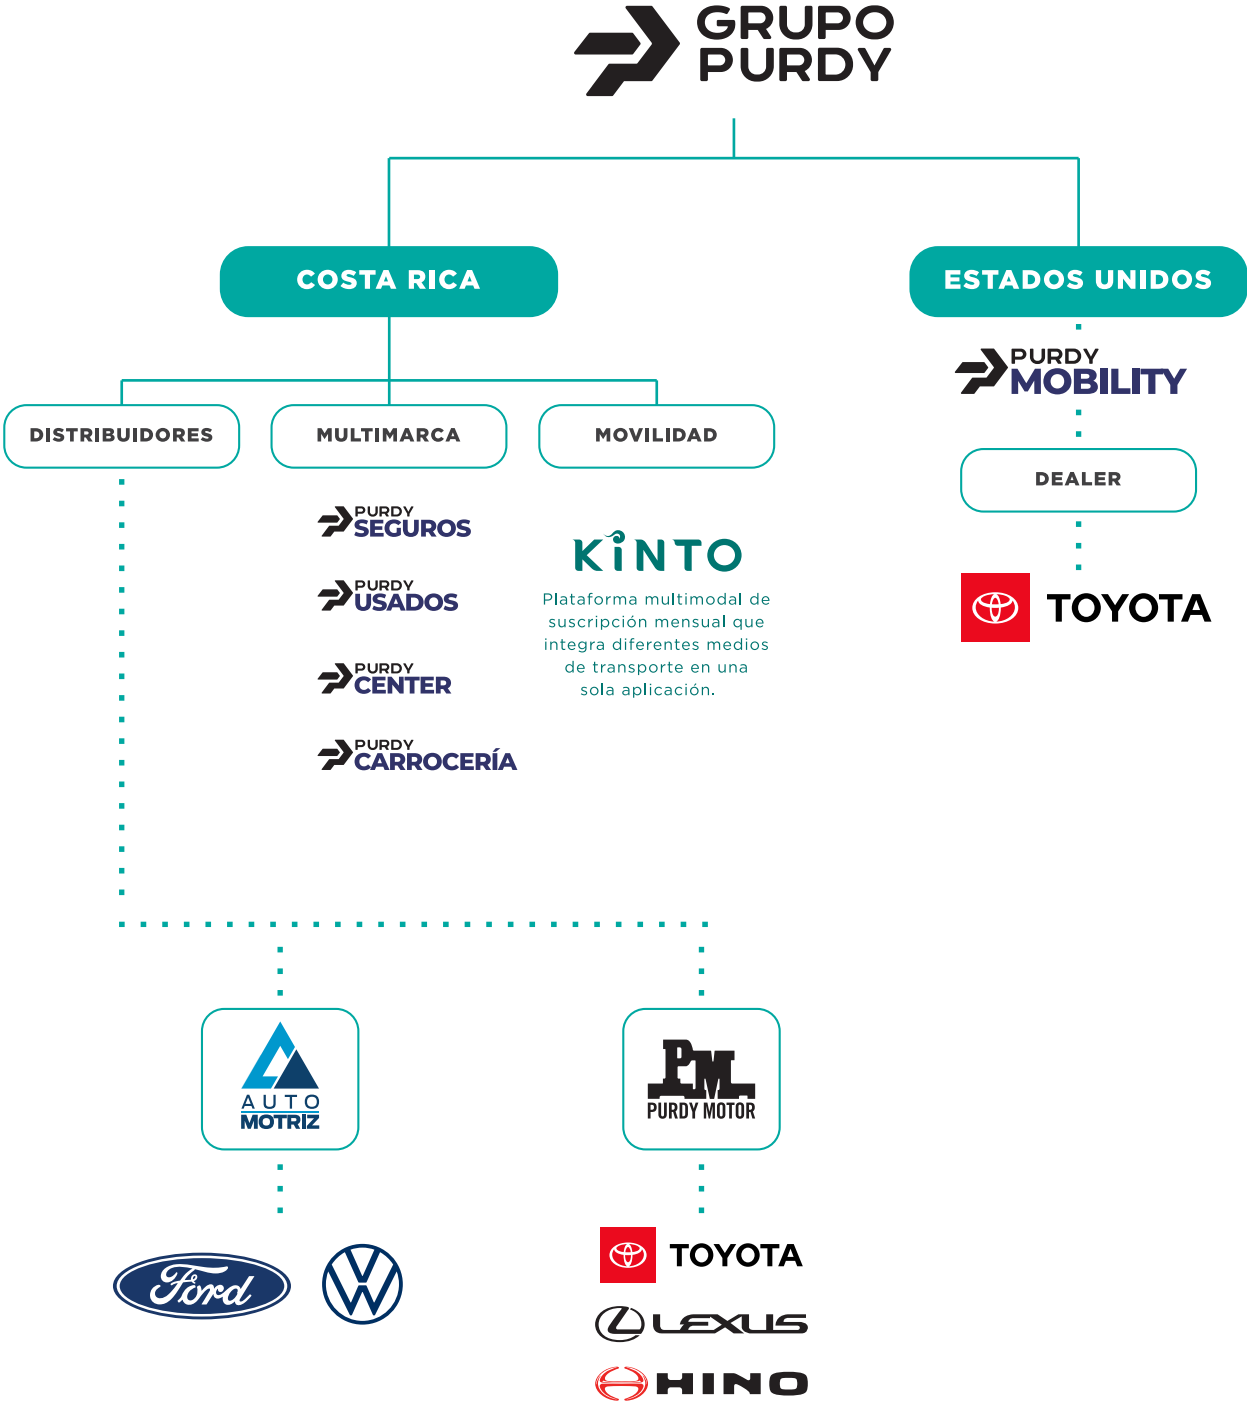 GRUPO
PURDY
COSTA RICA
ESTADOS UNIDOS
PURDY
MOBILITY
DISTRIBUIDORES
MULTIMARCA
MOVILIDAD
DEALER
PURDY
SEGUROS
PURDY
USADOS
PURDY
CENTER
PURDY
CARROCERÍA
KiNTO
Plataforma multimodal de
suscripción mensual que
integra diferentes medios
de transporte en una
sola aplicación.
TOYOTA
AUTO
MOTRIZ
PM
PURDY MOTOR
Ford
VW
TOYOTA
LEXUS
HINO